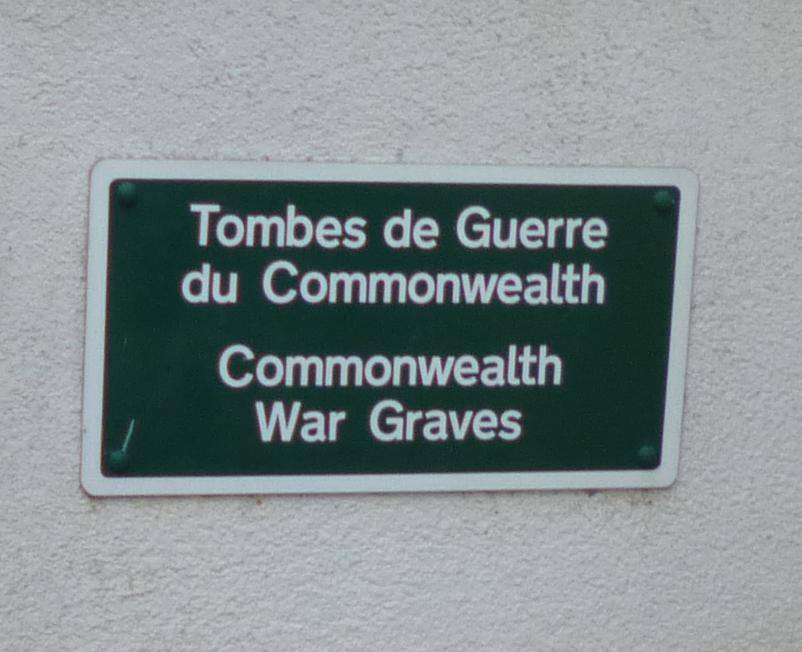 Tombes de Guerre
du Commonwealth
Commonwealth
War Graves